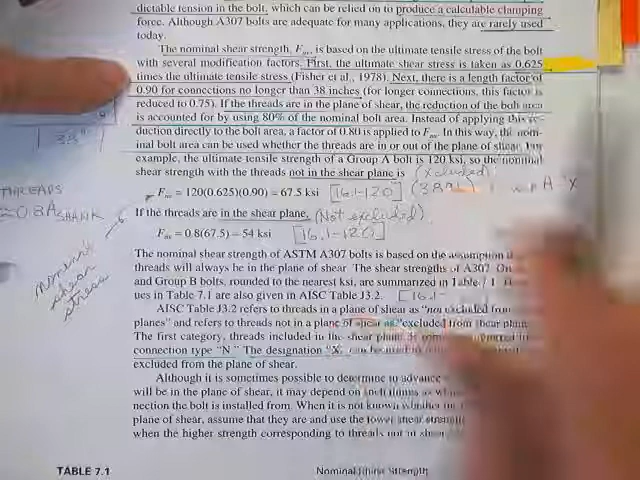 dictable tension in the bolt, which can be relied on to produce a calculable clamping
force. Although A307 bolts are adequate for many applications, they are rarely used
today.
The nominal shear strength, Fnv, is based on the ultimate tensile stress of the bolt
with several modification factors. First, the ultimate shear stress is taken as 0.625
times the ultimate tensile stress (Fisher et al., 1978). Next, there is a length factor of
0.90 for connections no longer than 38 inches (for longer connections, this factor is
reduced to 0.75). If the threads are in the plane of shear, the reduction of the bolt area
is accounted for by using 80% of the nominal bolt area. Instead of applying this re-
duction directly to the bolt area, a factor of 0.80 is applied to Fnv. In this way, the nom-
inal bolt area can be used whether the threads are in or out of the plane of shear. For
example, the ultimate tensile strength of a Group A bolt is 120 ksi, so the nominal
shear strength with the threads not in the shear plane is (Excluded)
Fnv = 120(0.625)(0.90) = 67.5 ksi [16.1-120]
If the threads are in the shear plane, (Not excluded)
Fnv = 0.8(67.5) = 54 ksi [16.1-120]
38"
THREADS
≈0.8A SHANK
nominal
shear
stress
The nominal shear strength of ASTM A307 bolts is based on the assumption
threads will always be in the plane of shear. The shear strengths of A307
and Group B bolts, rounded to the nearest ksi, are summarized in Table 7.1
ues in Table 7.1 are also given in AISC Table J3.2. [16.1-
AISC Table J3.2 refers to threads in a plane of shear as "not excluded from
planes" and refers to threads not in a plane of shear as "excluded from shear
The first category, threads included in the shear plane,
connection type "N." The designation "X" can be
excluded from the plane of shear.
Although it is sometimes possible to determine in advance
will be in the plane of shear, it may depend on
nection the bolt is installed from. When it is not known whether
plane of shear, assume that they are and use the lower shear strength
when the higher strength corresponding to threads not in shear
TABLE 7.1
Nominal Shear Strength